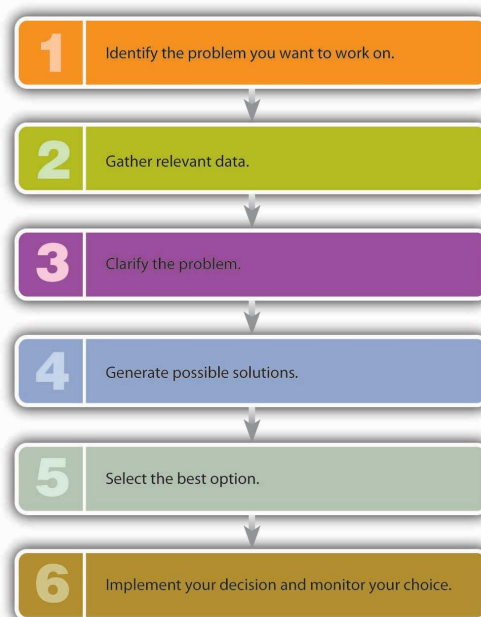 1 Identify the problem you want to work on.
2 Gather relevant data.
3 Clarify the problem.
4 Generate possible solutions.
5 Select the best option.
6 Implement your decision and monitor your choice.